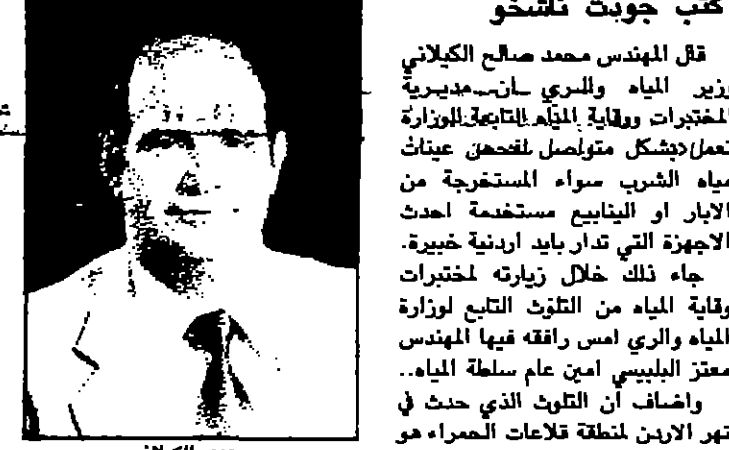 كتب جودت ناشخو
قال المهندس محمد صالح الكيلاني
وزير المياه والري ان مديرية
المختبرات ووقاية المياه التابعة للوزارة
تعمل بشكل متواصل لفحص عينات
مياه الشرب سواء المستخرجة من
الابار او الينابيع مستخدمة احدث
الاجهزة التي تدار بايد اردنية خبيرة.
جاء ذلك خلال زيارته لمختبرات
وقاية المياه من التلوث التابع لوزارة
المياه والري امس رافقه فيها المهندس
معتز البلبيسي امين عام سلطة المياه..
واضاف أن التلوث الذي حدث في
نهر الاردن لمنطقة قلاعات الحمراء هو